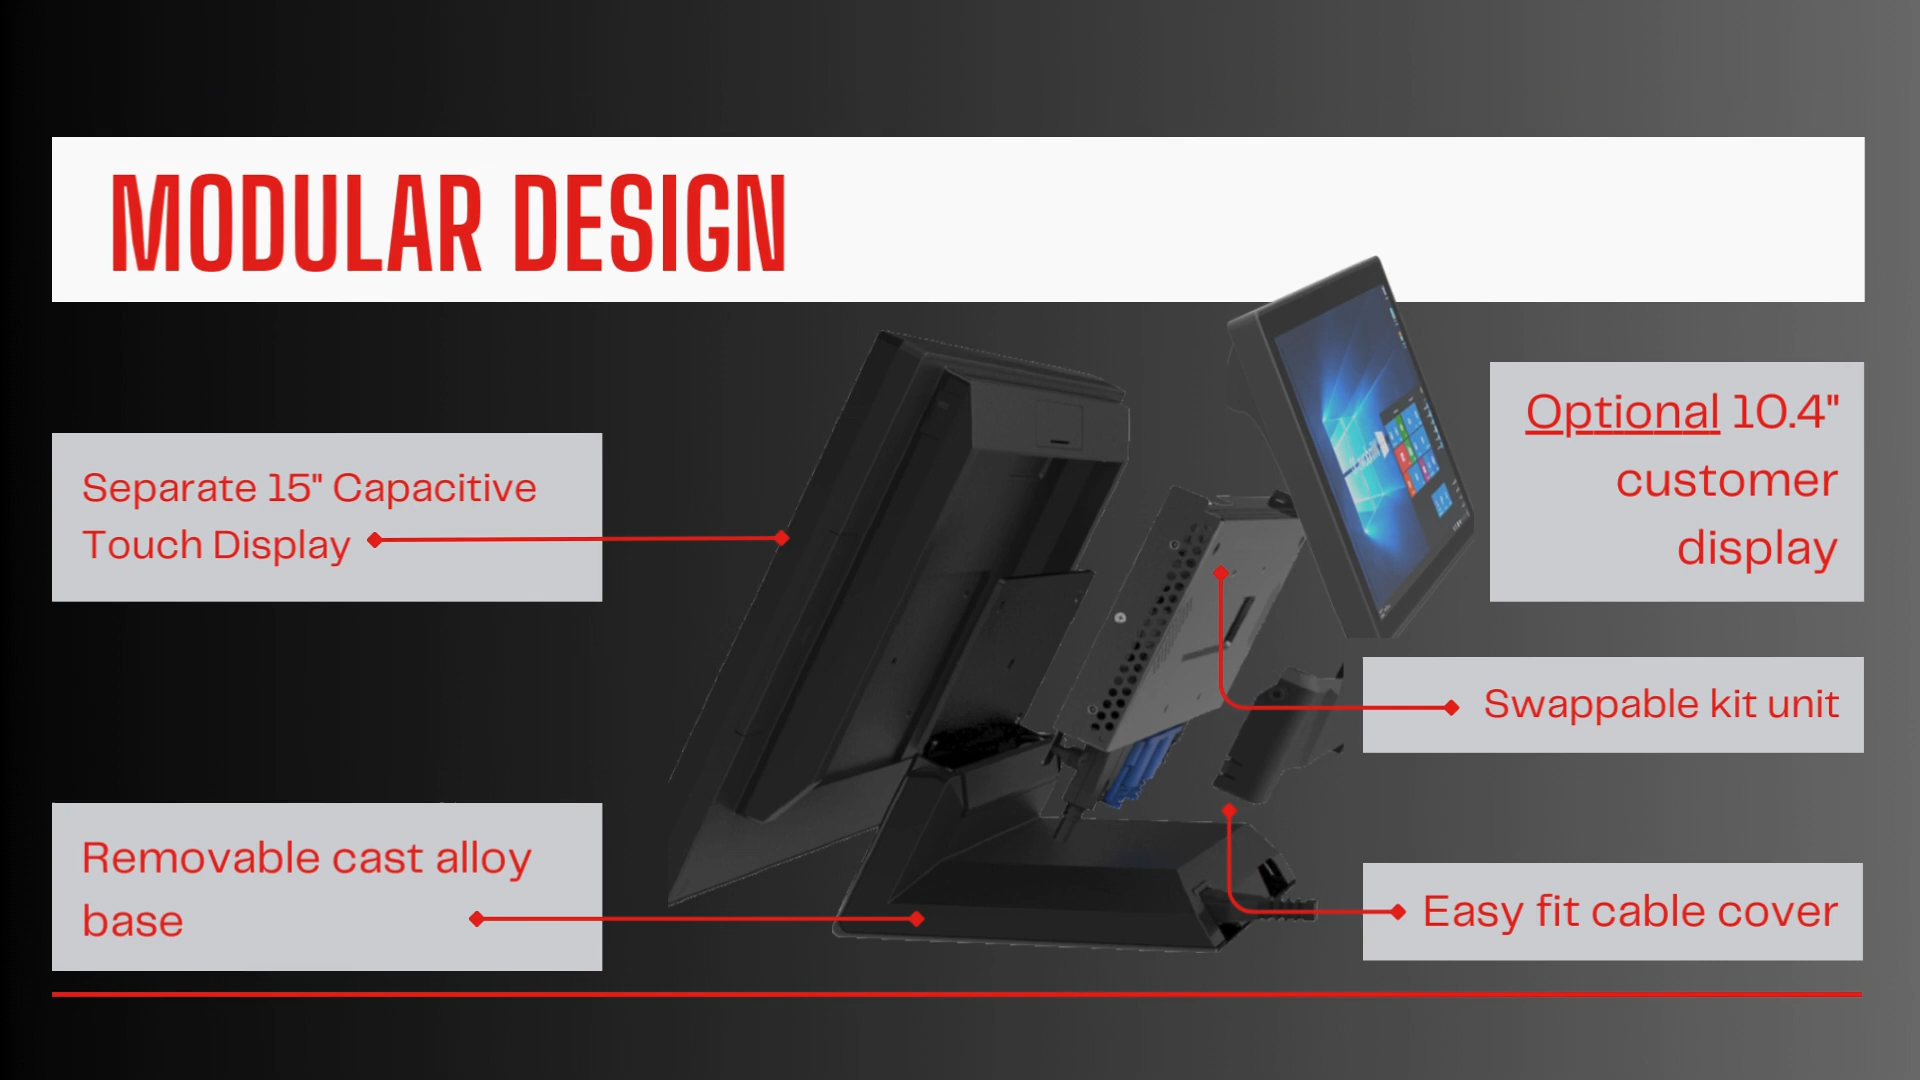 MODULAR DESIGN
Separate 15" Capacitive
Touch Display
Optional 10.4"
customer
display
Swappable kit unit
Removable cast alloy
base
Easy fit cable cover